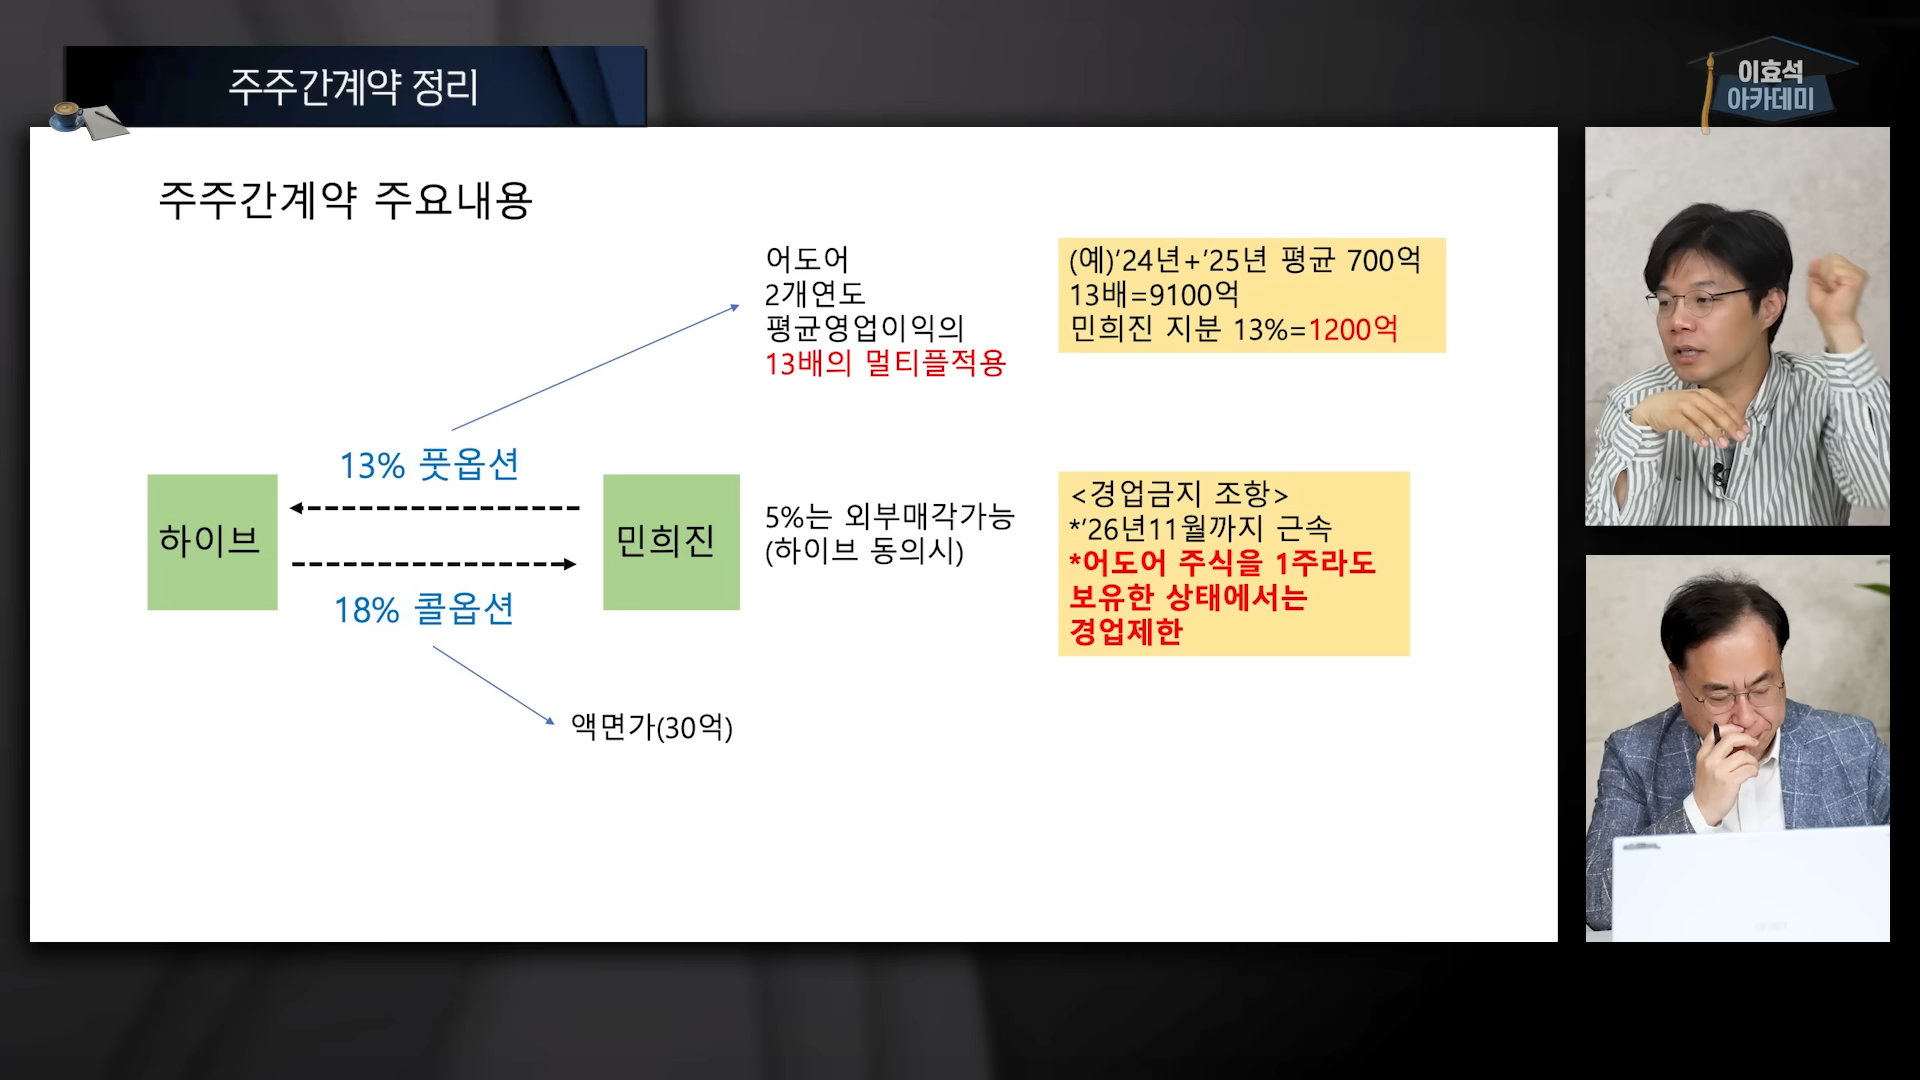 주주간계약 정리
이효석
아카데미
주주간계약 주요내용
어도어
2개연도
평균영업이익의
13배의 멀티플적용
(예)'24년+'25년 평균 700억
13배=9100억
민희진 지분 13%=1200억
13% 풋옵션
하이브
민희진
18% 콜옵션
5%는 외부매각가능
(하이브 동의시)
<경업금지 조항>
*'26년11월까지 근속
*어도어 주식을 1주라도
보유한 상태에서는
경업제한
액면가(30억)